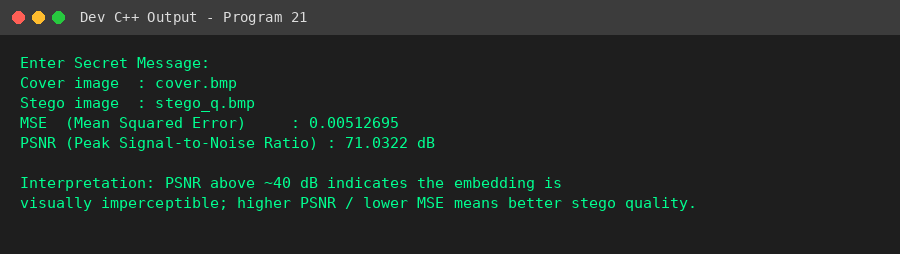 Dev C++ Output - Program 21
Enter Secret Message:
Cover image  : cover.bmp
Stego image  : stego_q.bmp
MSE  (Mean Squared Error)     : 0.00512695
PSNR (Peak Signal-to-Noise Ratio) : 71.0322 dB
Interpretation: PSNR above ~40 dB indicates the embedding is
visually imperceptible; higher PSNR / lower MSE means better stego quality.